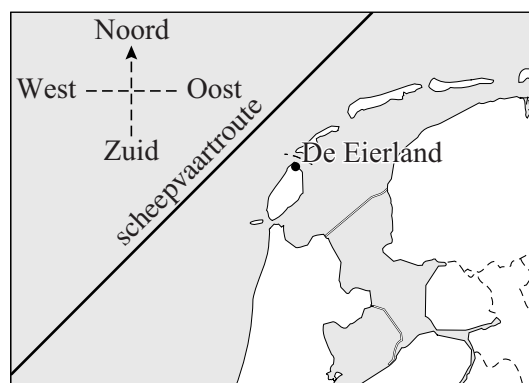 Noord
West Oost
Zuid
scheepvaartroute
De Eierland